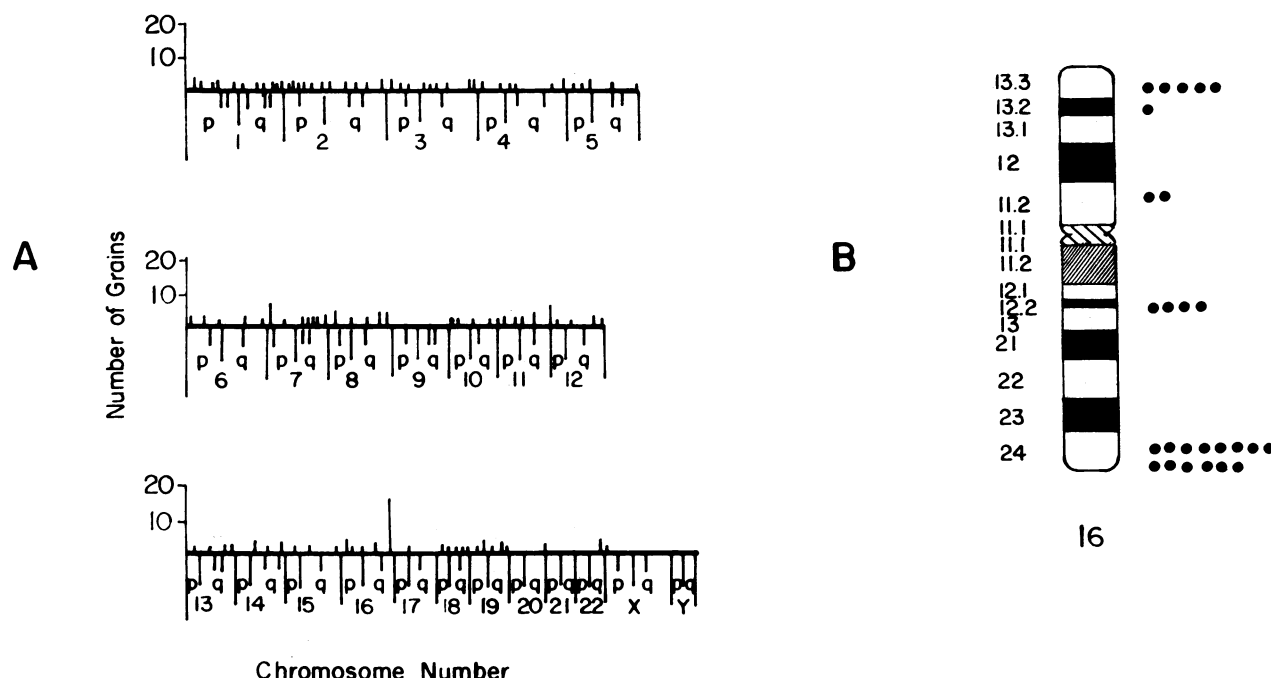 A
Number of Grains
20
10
p q p q p q p q p q
1 2 3 4 5
20
10
p q p q p q p q p q p q p q
6 7 8 9 10 11 12
20
10
p q p q p q p q p q p q p q p q p q p q p q p q
13 14 15 16 17 18 19 20 21 22 X Y
Chromosome Number
B
13.3
13.2
13.1
12
11.2
11.1
11.1
11.2
12.1
12.2
13
21
22
23
24
16